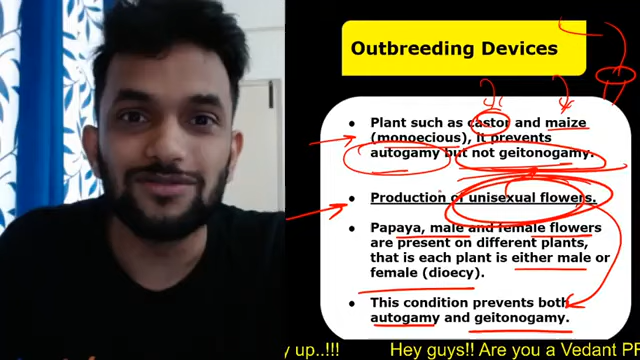 Outbreeding Devices
• Plant such as castor and maize
(monoecious), it prevents
autogamy but not geitonogamy.
• Production of unisexual flowers.
• Papaya, male and female flowers
are present on different plants,
that is each plant is either male or
female (dioecy).
• This condition prevents both
autogamy and geitonogamy.
y up..!!! Hey guys!! Are you a Vedant PR